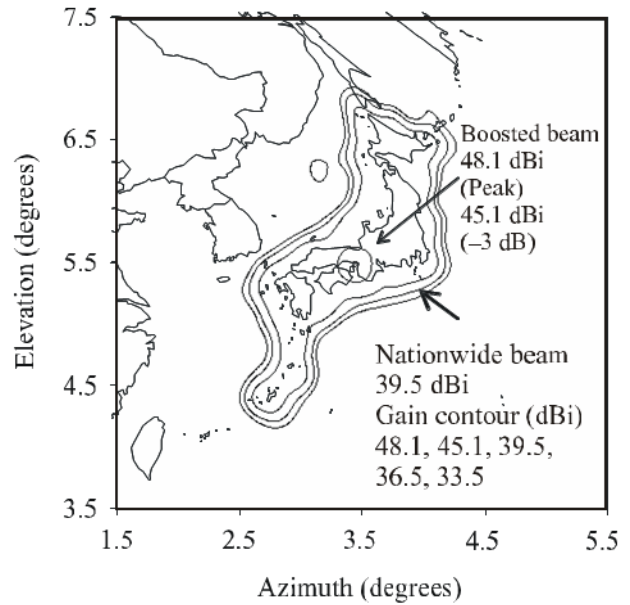 7.5
6.5
5.5
4.5
3.5
Elevation (degrees)
Boosted beam
48.1 dBi
(Peak)
45.1 dBi
(–3 dB)
Nationwide beam
39.5 dBi
Gain contour (dBi)
48.1, 45.1, 39.5,
36.5, 33.5
1.5 2.5 3.5 4.5 5.5
Azimuth (degrees)